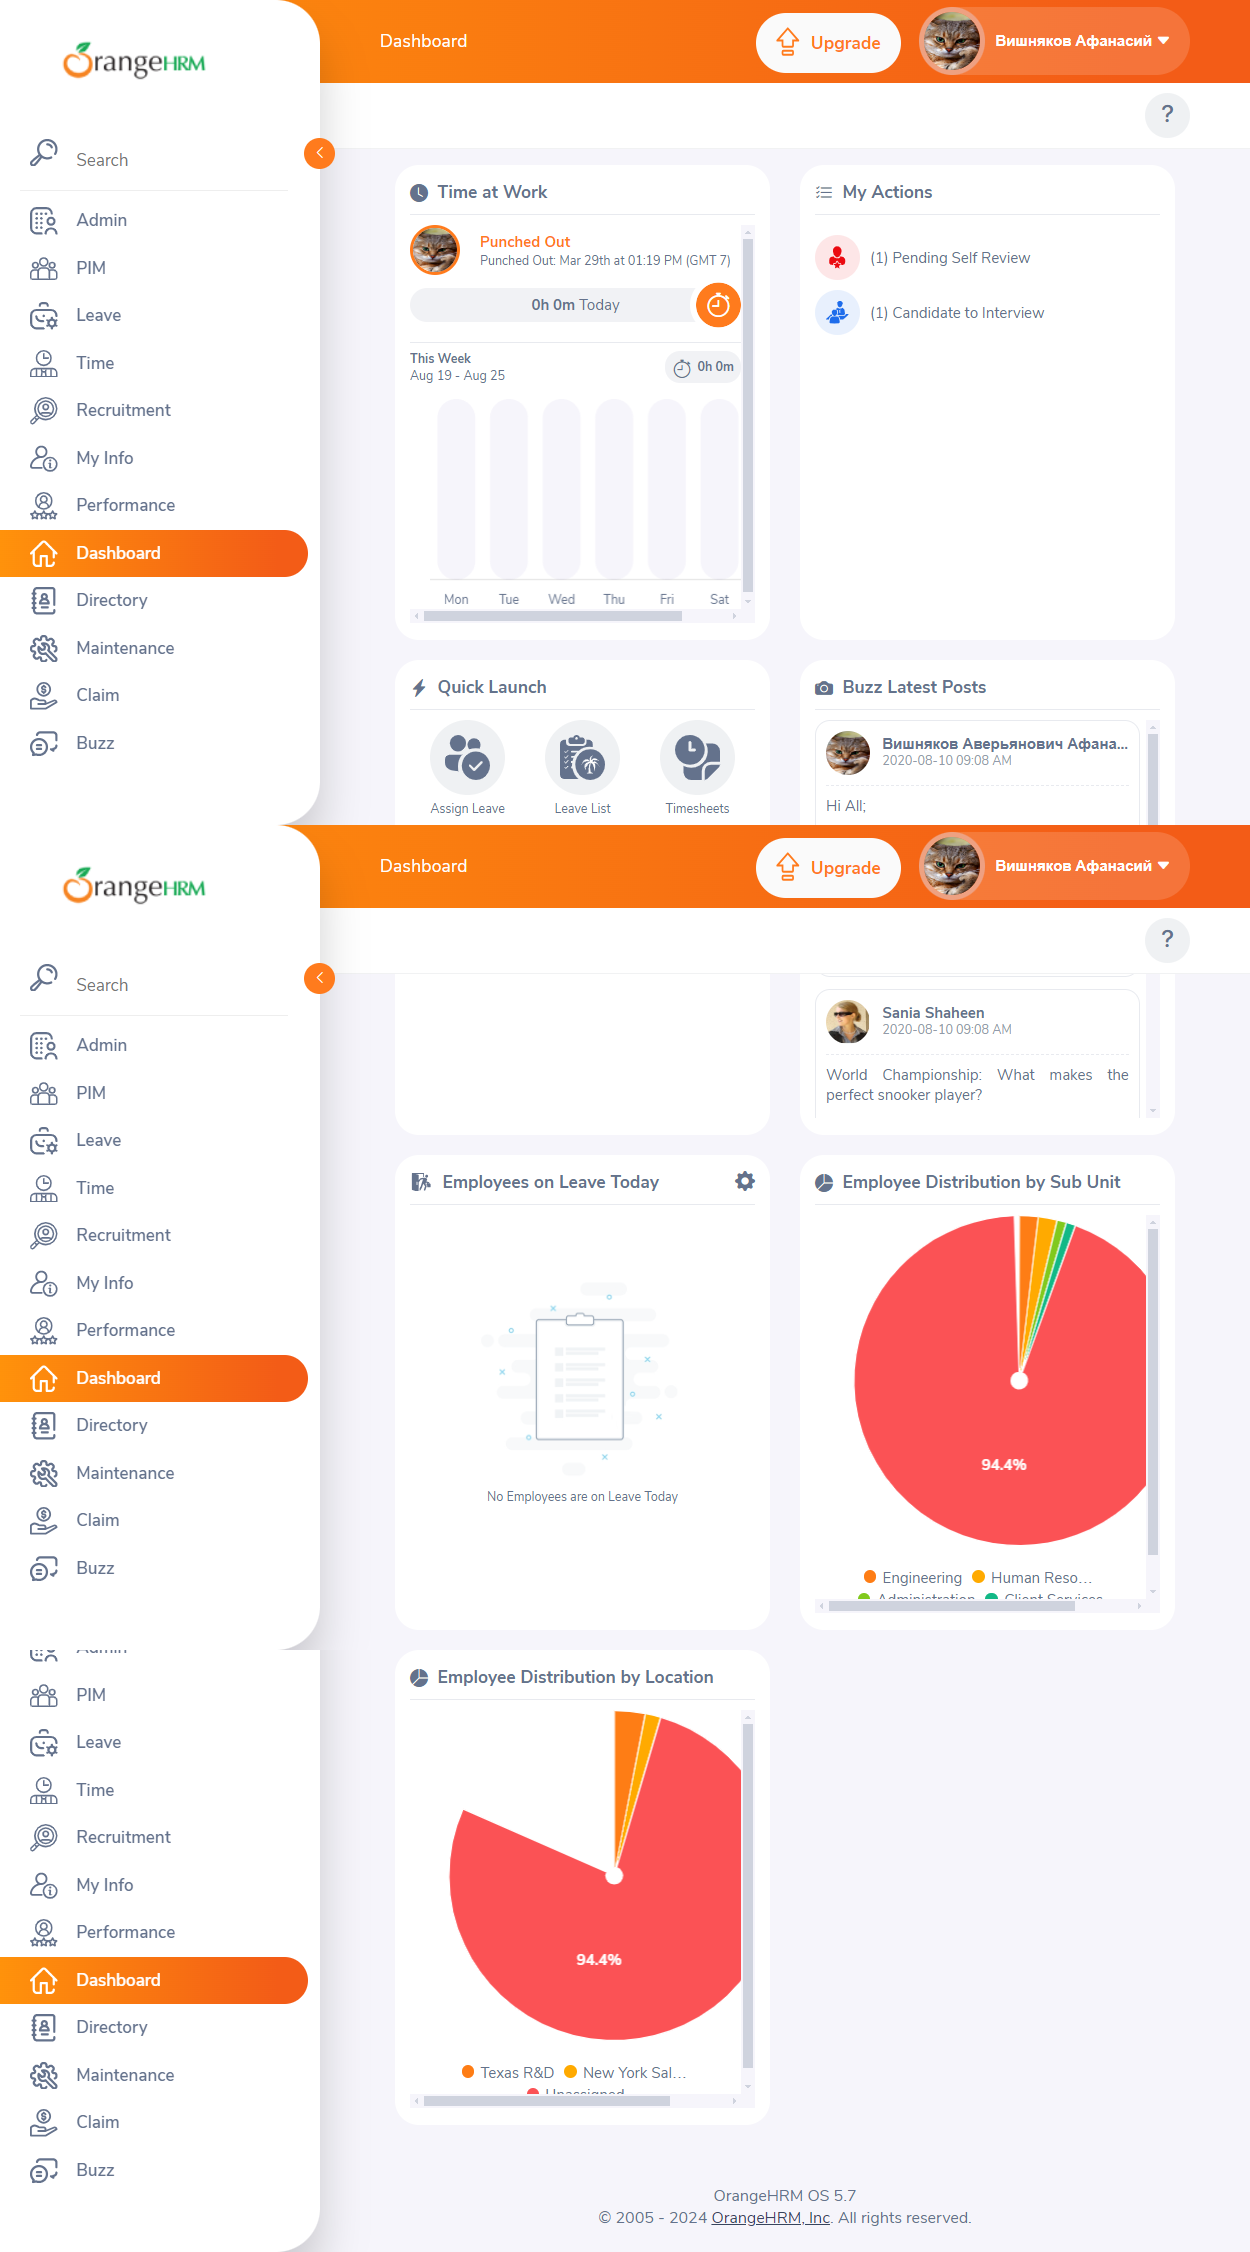 OrangeHRM
Dashboard
Upgrade
Вишняков Афанасий
?
Search
Admin
PIM
Leave
Time
Recruitment
My Info
Performance
Dashboard
Directory
Maintenance
Claim
Buzz
Time at Work
Punched Out
Punched Out: Mar 29th at 01:19 PM (GMT 7)
0h 0m Today
This Week
Aug 19 - Aug 25
0h 0m
Mon Tue Wed Thu Fri Sat
My Actions
(1) Pending Self Review
(1) Candidate to Interview
Quick Launch
Assign Leave
Leave List
Timesheets
Buzz Latest Posts
Вишняков Аверьянович Афана...
2020-08-10 09:08 AM
Hi All;
OrangeHRM
Dashboard
Upgrade
Вишняков Афанасий
?
Search
Admin
PIM
Leave
Time
Recruitment
My Info
Performance
Dashboard
Directory
Maintenance
Claim
Buzz
Sania Shaheen
2020-08-10 09:08 AM
World Championship: What makes the
perfect snooker player?
Employees on Leave Today
No Employees are on Leave Today
Employee Distribution by Sub Unit
94.4%
Engineering
Human Reso...
Administration
Client Services
Admin
PIM
Leave
Time
Recruitment
My Info
Performance
Dashboard
Directory
Maintenance
Claim
Buzz
Employee Distribution by Location
94.4%
Texas R&D
New York Sal...
Unassigned
OrangeHRM OS 5.7
© 2005 - 2024 OrangeHRM, Inc. All rights reserved.